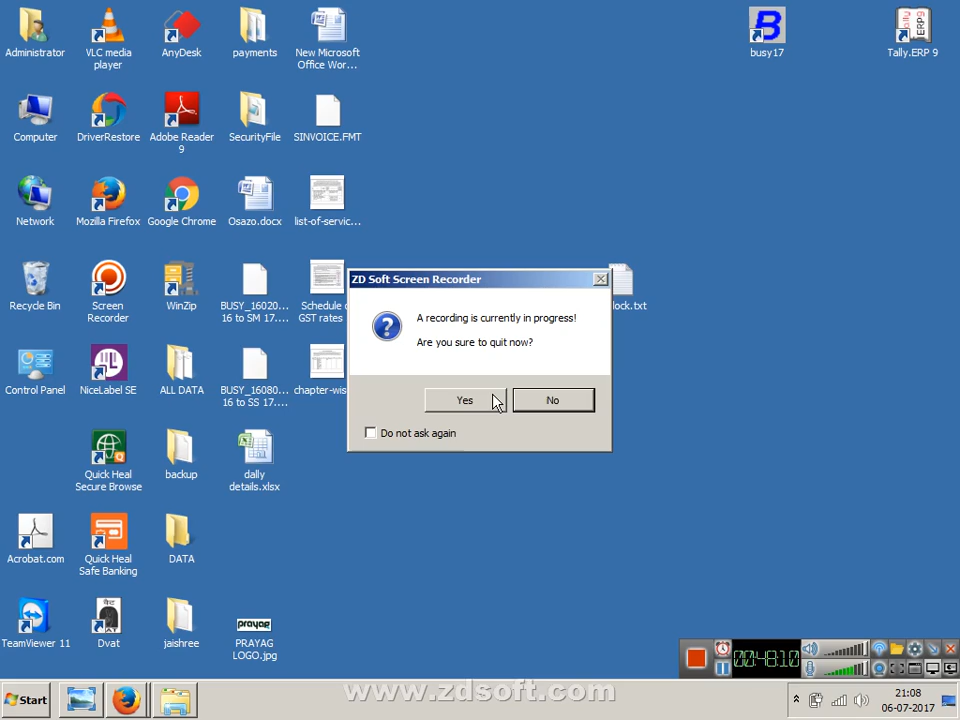 Administrator
VLC media
player
AnyDesk
payments
New Microsoft
Office Wor...
busy17
Tally.ERP 9
Computer
DriverRestore
Adobe Reader
9
SecurityFile
SINVOICE.FMT
Network
Mozilla Firefox
Google Chrome
Osazo.docx
list-of-servic...
Recycle Bin
Screen
Recorder
WinZip
BUSY_16020...
16 to SM 17....
Schedule
GST rates
lock.txt
ZD Soft Screen Recorder
A recording is currently in progress!
Are you sure to quit now?
Yes
No
Do not ask again
Control Panel
NiceLabel SE
ALL DATA
BUSY_16080...
16 to SS 17....
chapter-wis
Quick Heal
Secure Browse
backup
dally
details.xlsx
Acrobat.com
Quick Heal
Safe Banking
DATA
TeamViewer 11
Dvat
jaishree
prayag
PRAYAG
LOGO.jpg
00:48:10
Start
www.zdsoft.com
21:08
06-07-2017